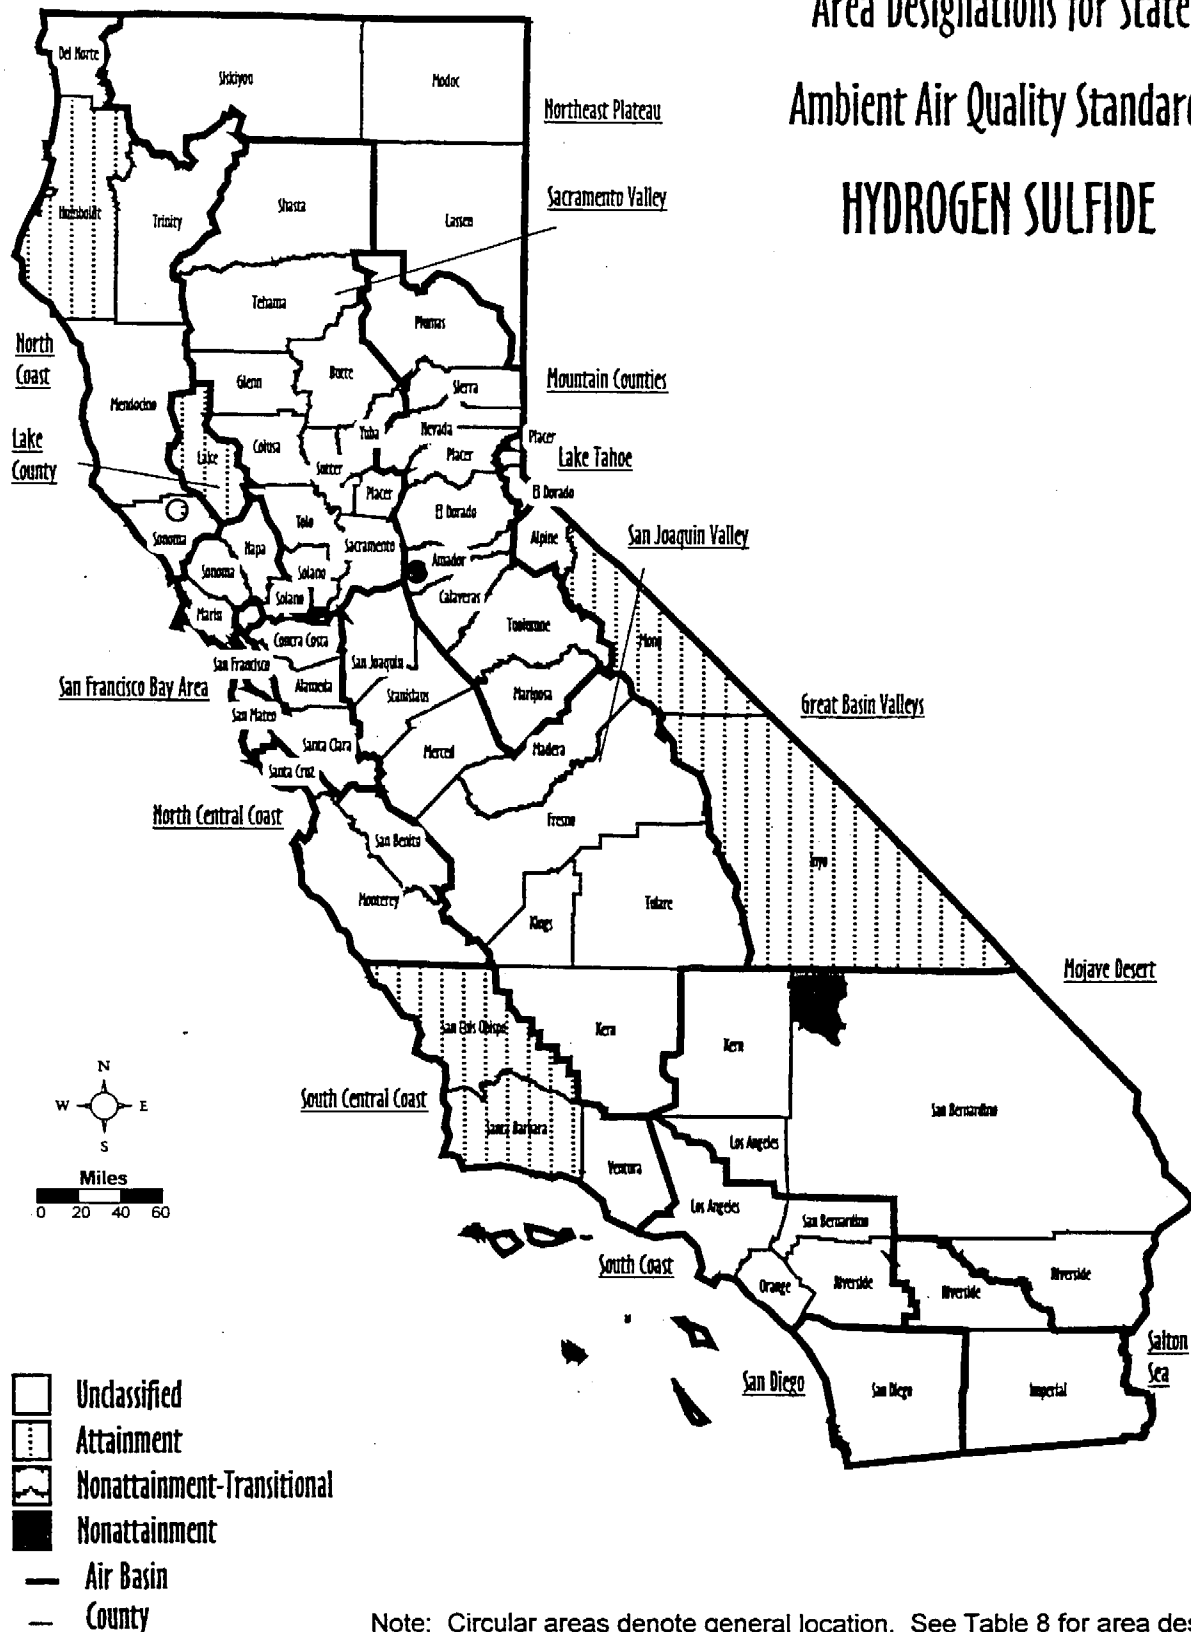 Area Designations for State
Ambient Air Quality Standard
HYDROGEN SULFIDE
Del Norte
Siskiyou
Modoc
Northeast Plateau
Sacramento Valley
Humboldt
Trinity
Shasta
Lassen
Tehama
Plumas
North
Coast
Glenn
Butte
Sierra
Mountain Counties
Mendocino
Lake
County
Lake
Colusa
Yuba
Nevada
Placer
Sutter
Placer
Lake Tahoe
Placer
El Dorado
El Dorado
Yolo
Sonoma
Napa
Sacramento
Alpine
San Joaquin Valley
Sonoma
Solano
Amador
Solano
Calaveras
Marin
Tuolumne
Mono
Contra Costa
San Francisco
San Joaquin
San Francisco Bay Area
Alameda
Stanislaus
Mariposa
Great Basin Valleys
San Mateo
Santa Clara
Merced
Madera
Santa Cruz
North Central Coast
Fresno
San Benito
Inyo
Monterey
Kings
Tulare
Mojave Desert
San Luis Obispo
Kern
Kern
South Central Coast
San Bernardino
Santa Barbara
Los Angeles
Ventura
Los Angeles
San Bernardino
South Coast
Orange
Riverside
Riverside
Riverside
Salton
Sea
San Diego
San Diego
Imperial
N
W E
S
Miles
0 20 40 60
Unclassified
Attainment
Nonattainment-Transitional
Nonattainment
Air Basin
County
Note: Circular areas denote general location. See Table 8 for area des